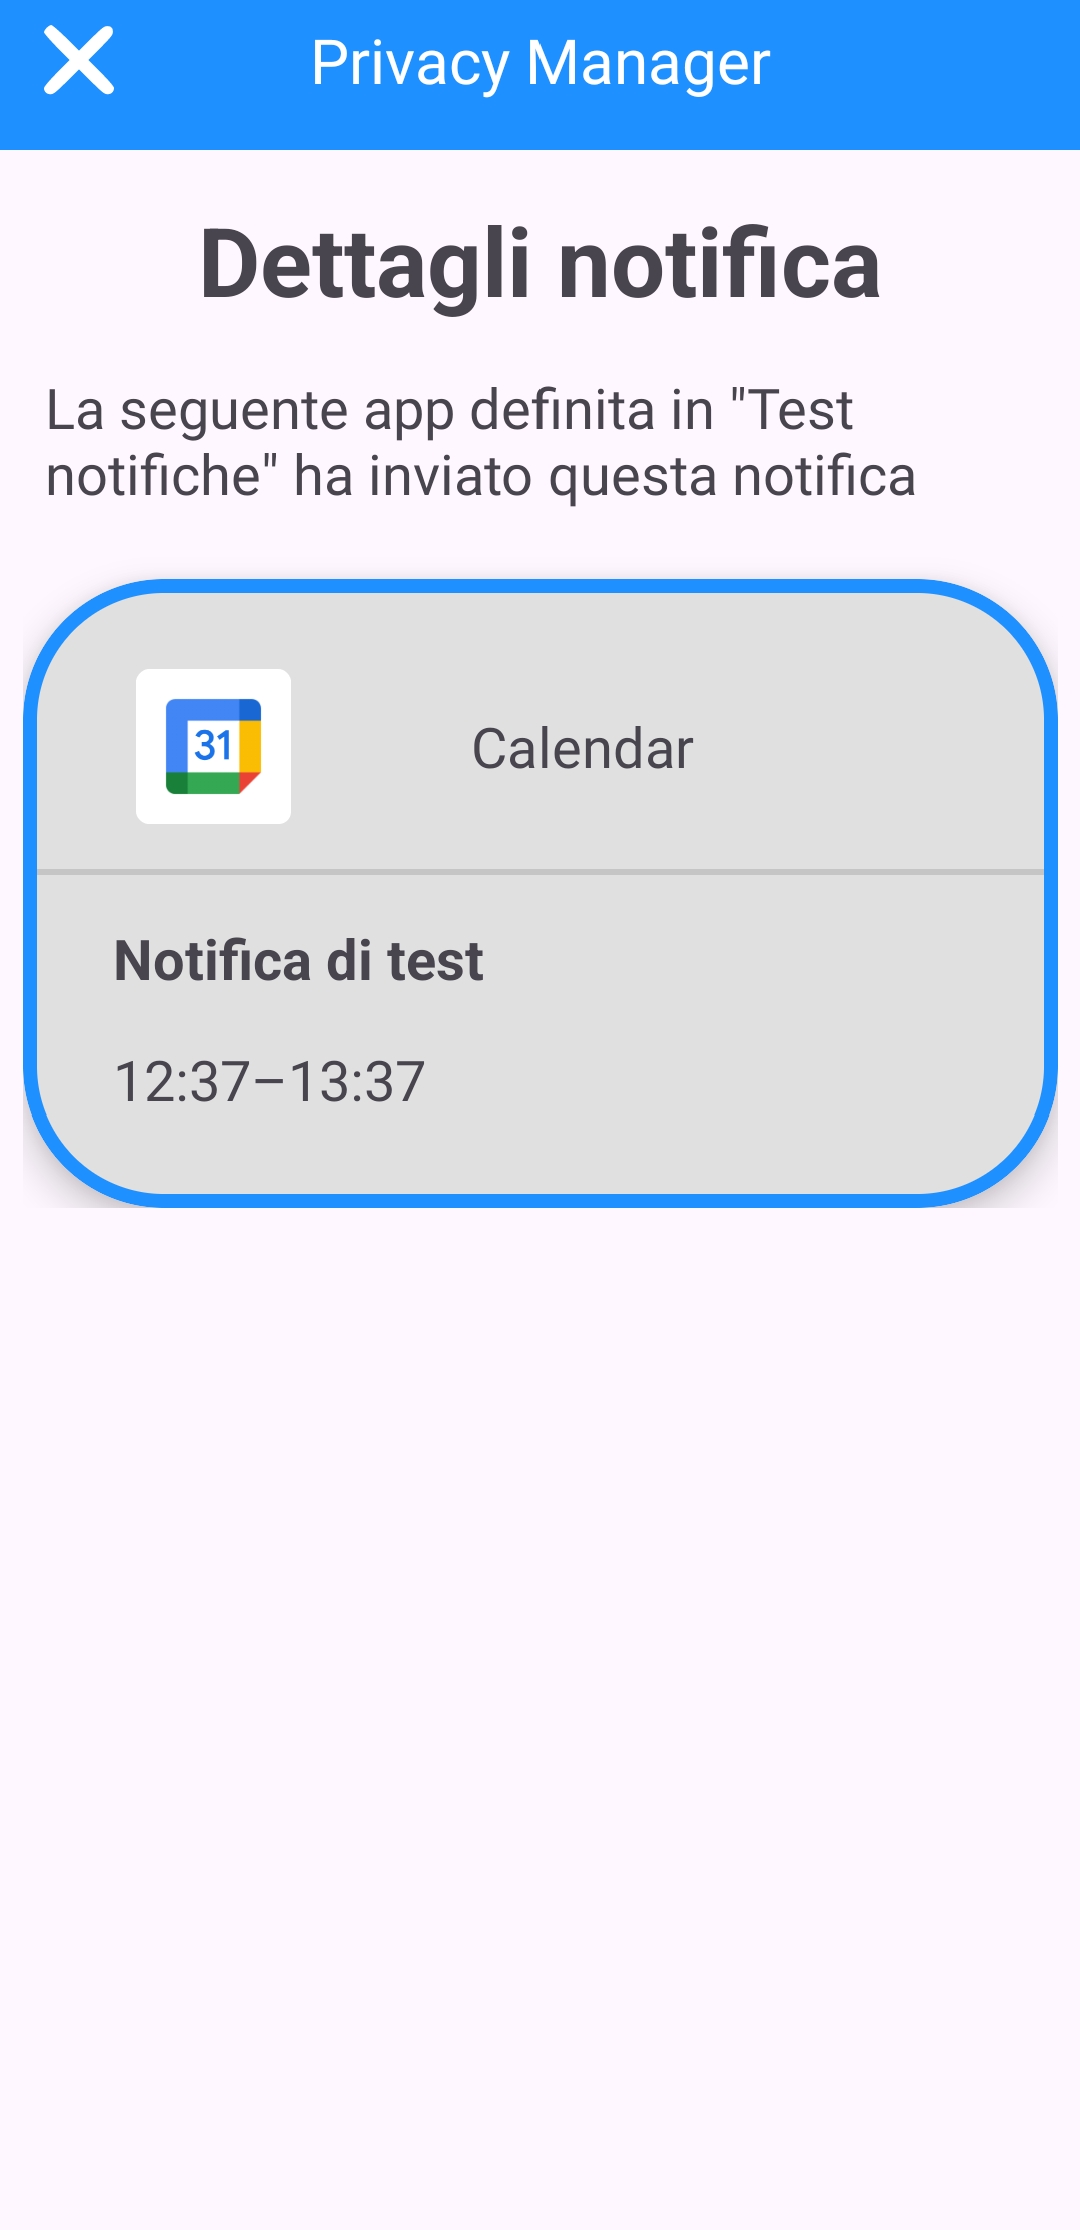 Privacy Manager
Dettagli notifica
La seguente app definita in "Test
notifiche" ha inviato questa notifica
31
Calendar
Notifica di test
12:37–13:37